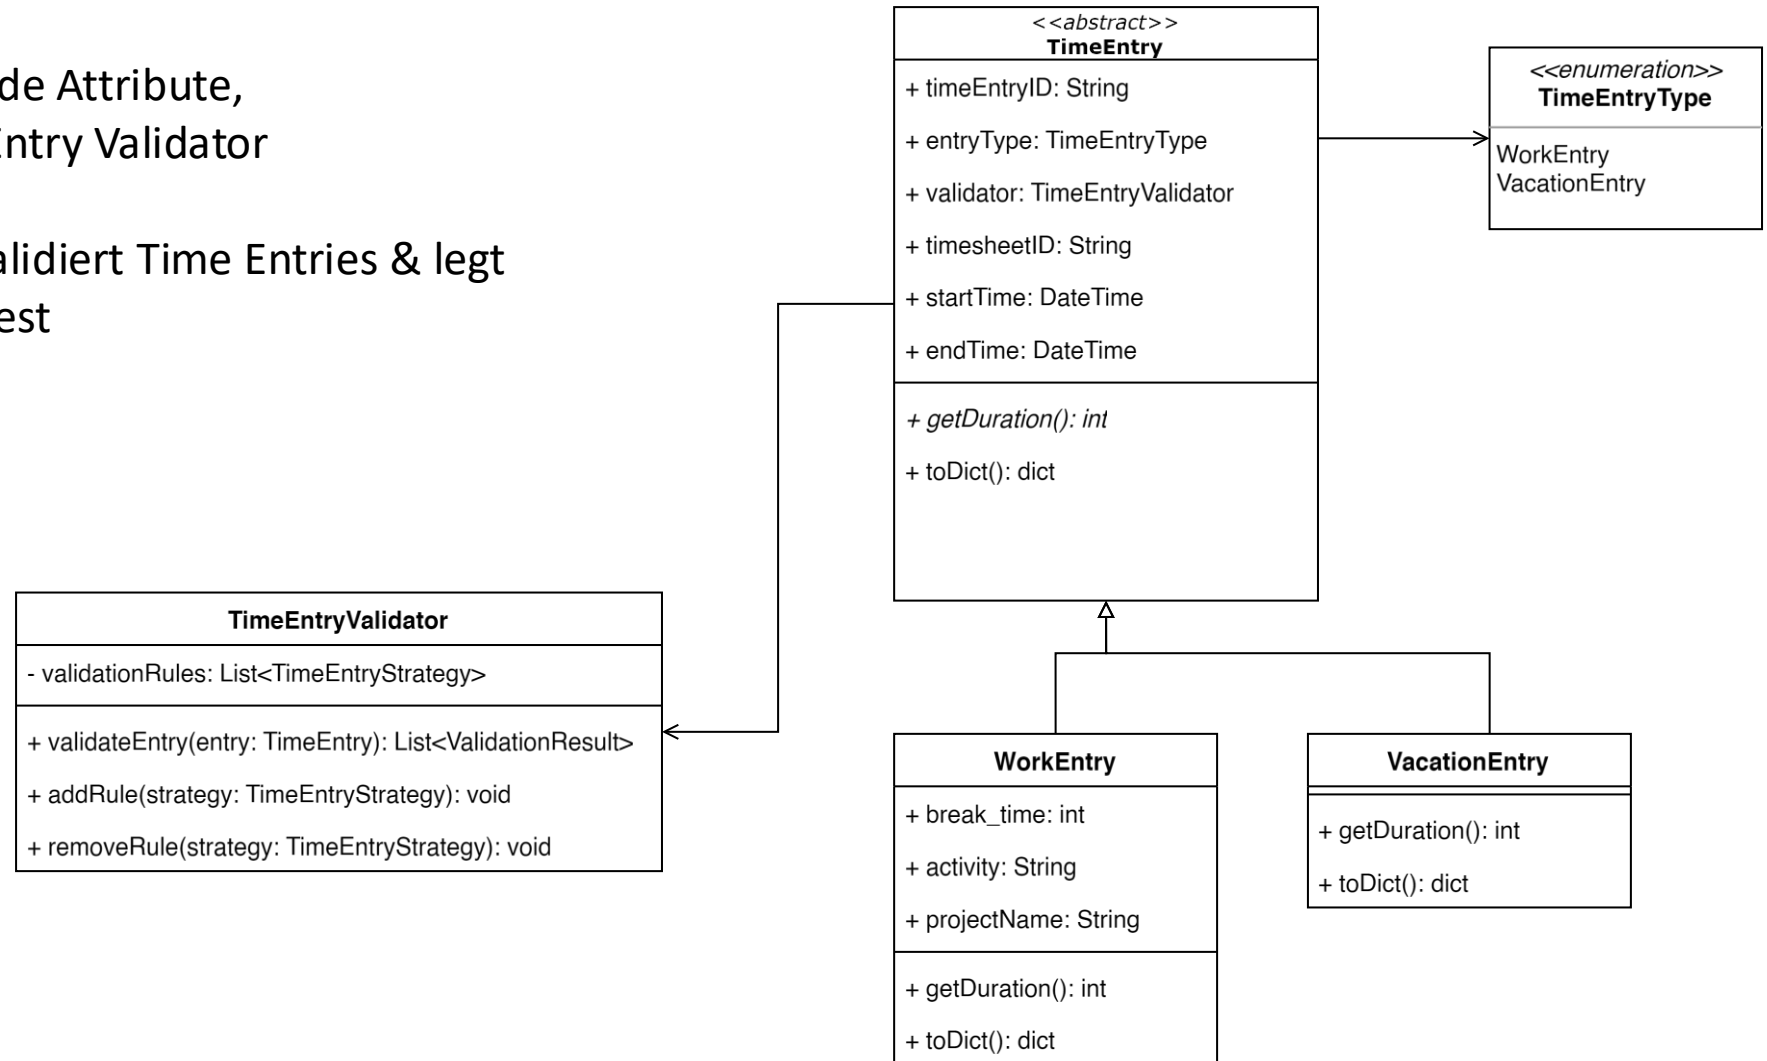 de Attribute,
Entry Validator
alidiert Time Entries & legt
est
<<abstract>>
TimeEntry
+ timeEntryID: String
+ entryType: TimeEntryType
+ validator: TimeEntryValidator
+ timesheetID: String
+ startTime: DateTime
+ endTime: DateTime
+ getDuration(): int
+ toDict(): dict
<<enumeration>>
TimeEntryType
WorkEntry
VacationEntry
TimeEntryValidator
- validationRules: List<TimeEntryStrategy>
+ validateEntry(entry: TimeEntry): List<ValidationResult>
+ addRule(strategy: TimeEntryStrategy): void
+ removeRule(strategy: TimeEntryStrategy): void
WorkEntry
+ break_time: int
+ activity: String
+ projectName: String
+ getDuration(): int
+ toDict(): dict
VacationEntry
+ getDuration(): int
+ toDict(): dict